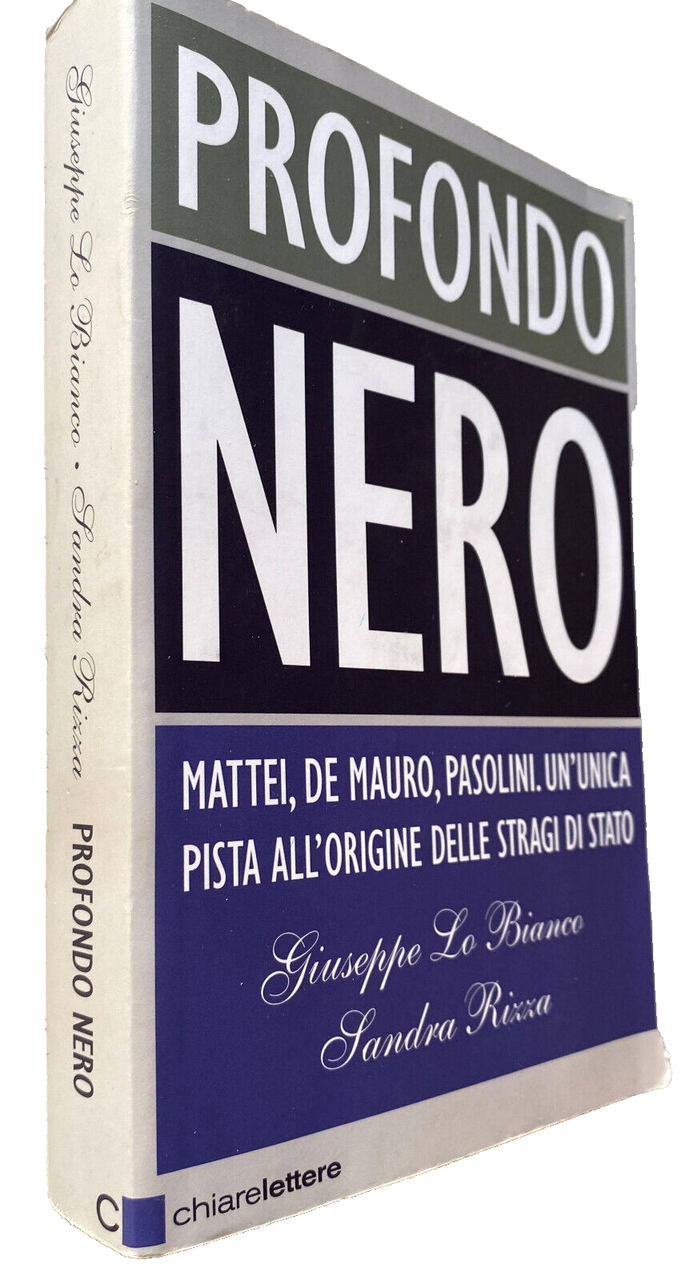 PROFONDO
NERO
MATTEI, DE MAURO, PASOLINI. UN'UNICA
PISTA ALL'ORIGINE DELLE STRAGI DI STATO
Giuseppe Lo Bianco
Sandra Rizza
chiarelettere
Giuseppe Lo Bianco • Sandra Rizza PROFONDO NERO
C